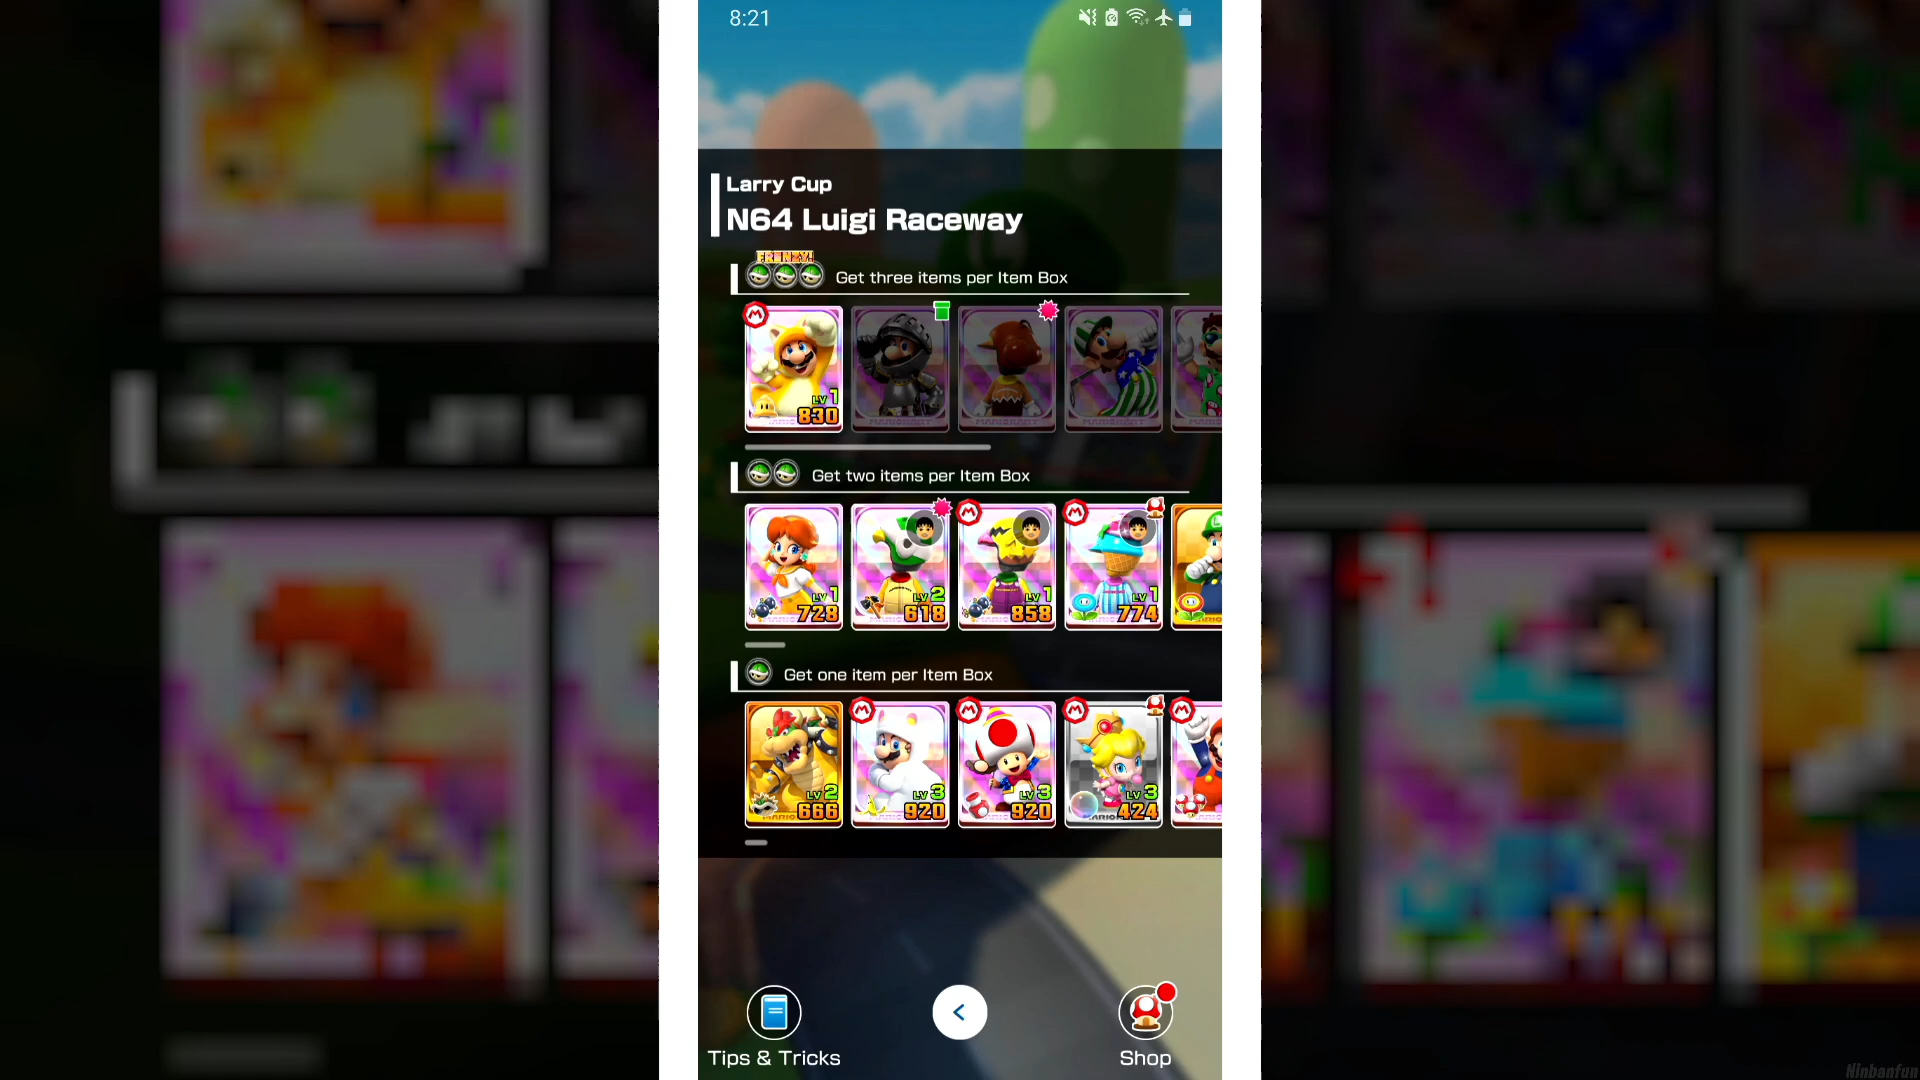 8:21
Larry Cup
N64 Luigi Raceway
FRENZY!
Get three items per Item Box
LV 1
830
Get two items per Item Box
LV 1
728
LV 2
618
LV 1
858
LV 1
774
Get one item per Item Box
LV 2
666
LV 3
920
LV 3
920
LV 3
424
Tips & Tricks
Shop
Ninbanfun